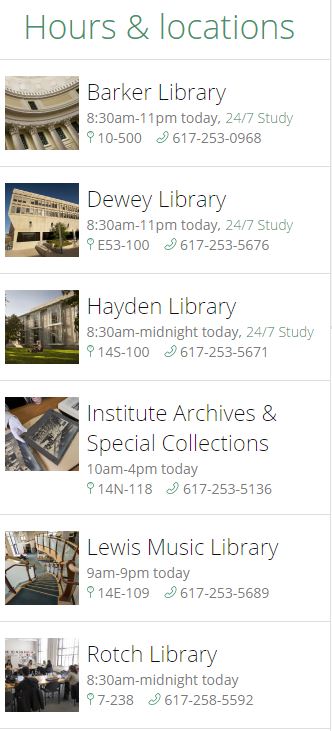 Hours & locations
Barker Library
8:30am-11pm today, 24/7 Study
10-500 617-253-0968
Dewey Library
8:30am-11pm today, 24/7 Study
E53-100 617-253-5676
Hayden Library
8:30am-midnight today, 24/7 Study
14S-100 617-253-5671
Institute Archives &
Special Collections
10am-4pm today
14N-118 617-253-5136
Lewis Music Library
9am-9pm today
14E-109 617-253-5689
Rotch Library
8:30am-midnight today
7-238 617-258-5592